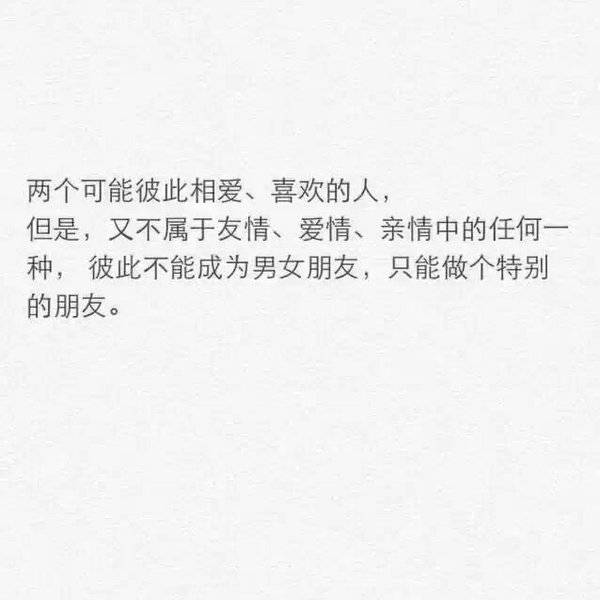 两个可能彼此相爱、喜欢的人，
但是，又不属于友情、爱情、亲情中的任何一
种， 彼此不能成为男女朋友，只能做个特别
的朋友。